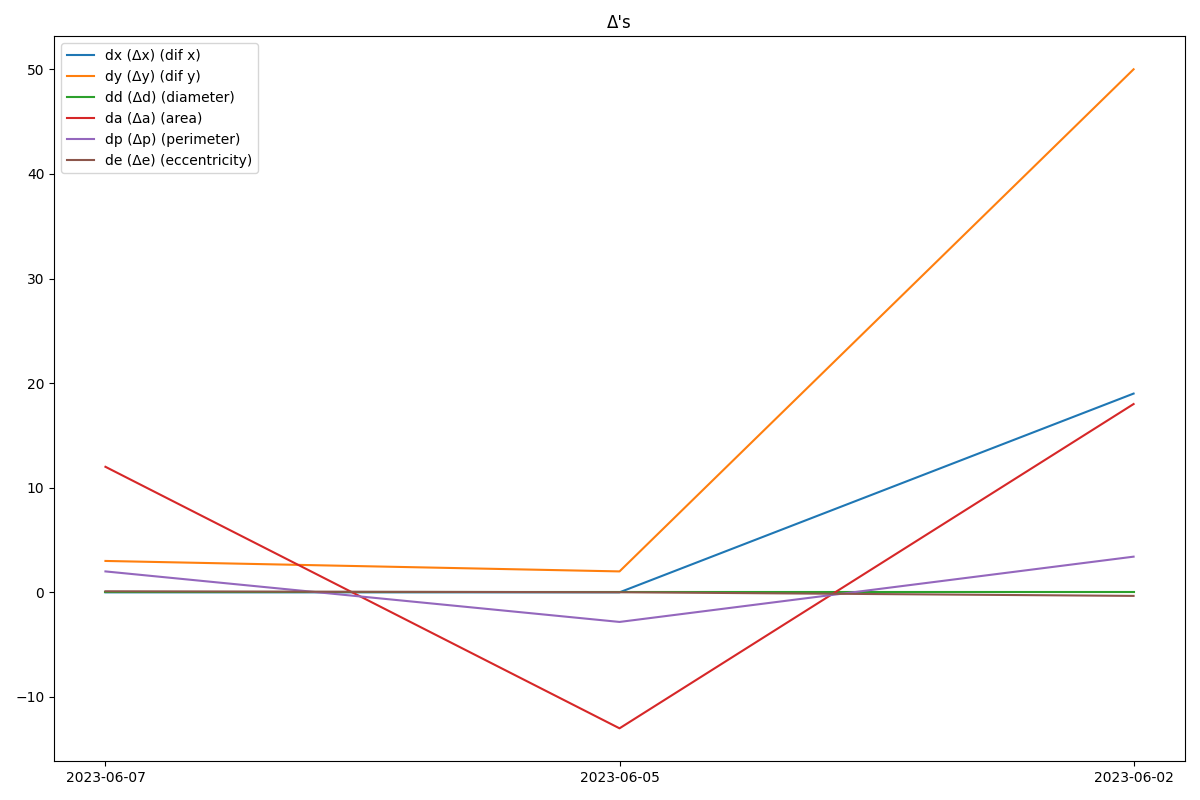 Δ's
dx (Δx) (dif x)
dy (Δy) (dif y)
dd (Δd) (diameter)
da (Δa) (area)
dp (Δp) (perimeter)
de (Δe) (eccentricity)
50
40
30
20
10
0
−10
2023-06-07
2023-06-05
2023-06-02